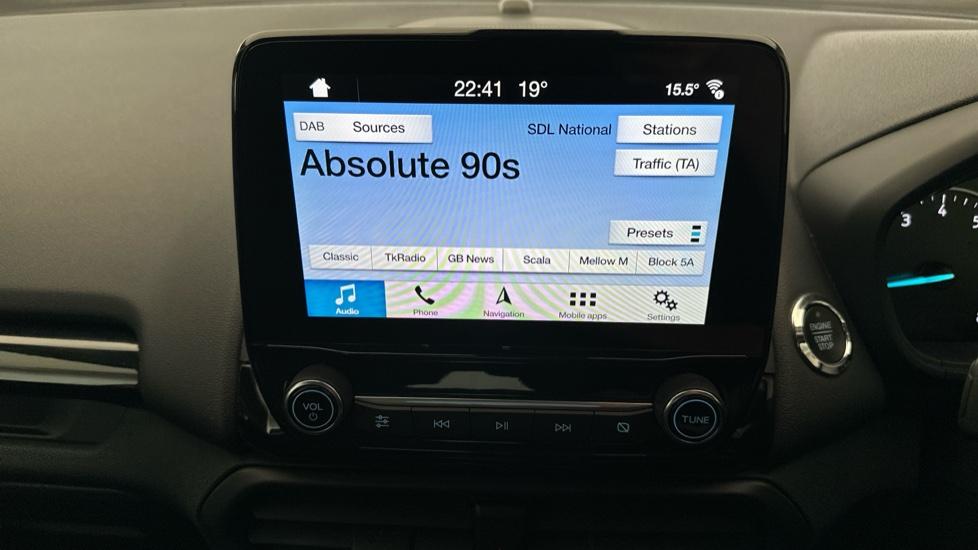 22:41 19° 15.5°
DAB Sources SDL National Stations
Absolute 90s
Traffic (TA)
Presets
Classic TkRadio GB News Scala Mellow M Block 5A
Audio Phone Navigation Mobile apps Settings
3 4 5
ENGINE
START
STOP
VOL
TUNE